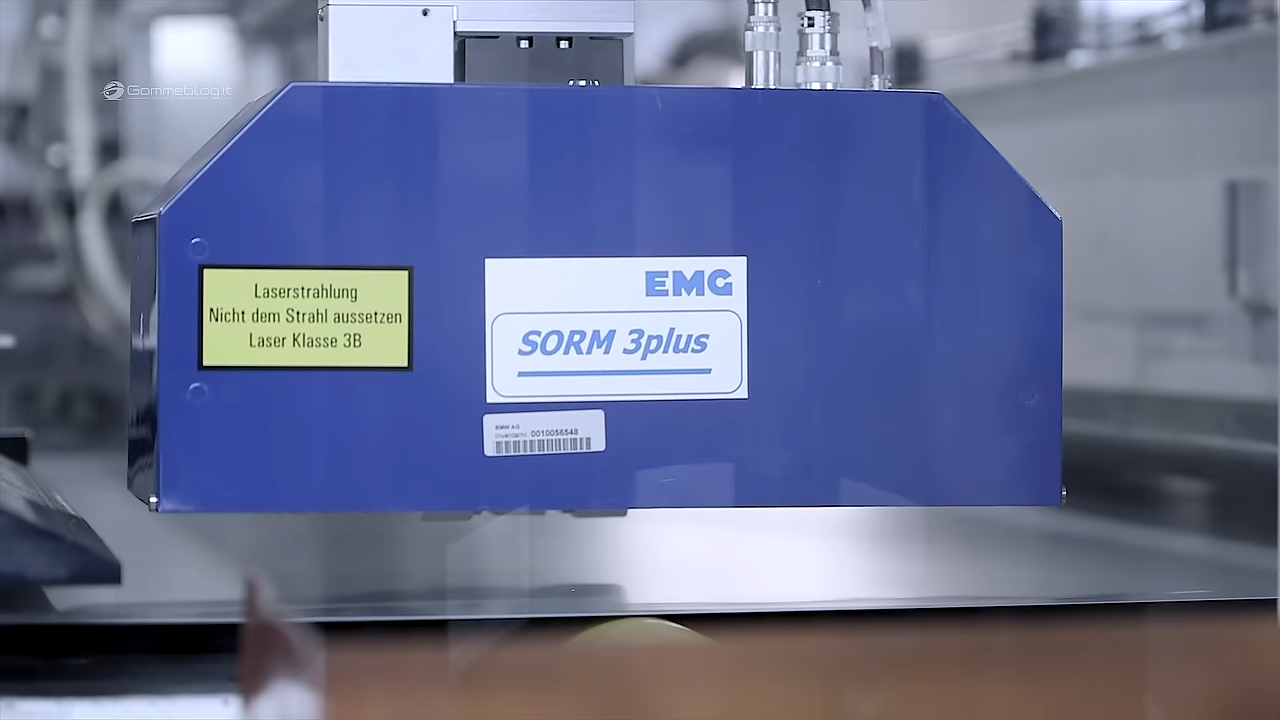 Gommeblog.it
Laserstrahlung
Nicht dem Strahl aussetzen
Laser Klasse 3B
EMG
SORM 3plus
BMW AG
Inventarnr. 0010056548